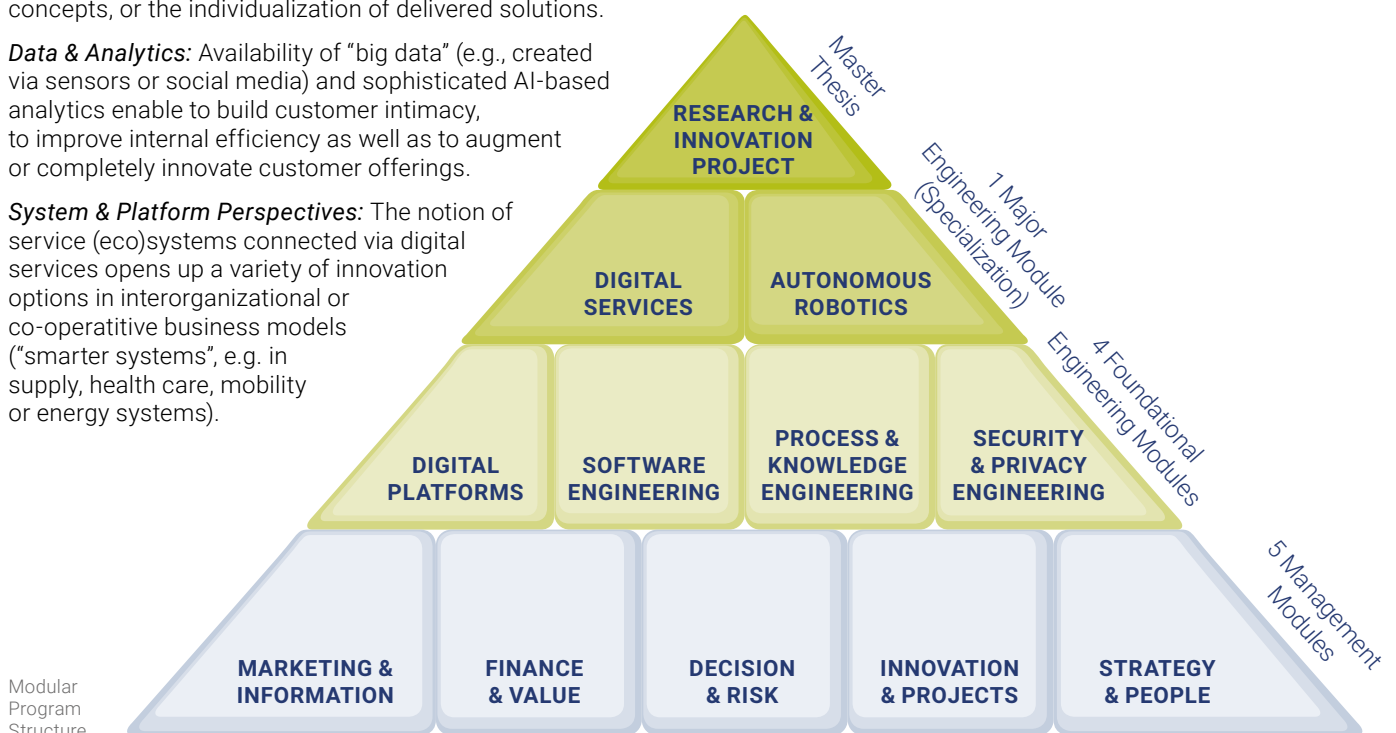 concepts, or the individualization of delivered solutions.
Data & Analytics: Availability of “big data” (e.g., created
via sensors or social media) and sophisticated AI-based
analytics enable to build customer intimacy,
to improve internal efficiency as well as to augment
or completely innovate customer offerings.
System & Platform Perspectives: The notion of
service (eco)systems connected via digital
services opens up a variety of innovation
options in interorganizational or
co-operatitive business models
(“smarter systems”, e.g. in
supply, health care, mobility
or energy systems).
RESEARCH &
INNOVATION
PROJECT
Master
Thesis
DIGITAL
SERVICES
AUTONOMOUS
ROBOTICS
1 Major
Engineering Module
(Specialization)
DIGITAL
PLATFORMS
SOFTWARE
ENGINEERING
PROCESS &
KNOWLEDGE
ENGINEERING
SECURITY
& PRIVACY
ENGINEERING
4 Foundational
Engineering Modules
MARKETING &
INFORMATION
FINANCE
& VALUE
DECISION
& RISK
INNOVATION
& PROJECTS
STRATEGY
& PEOPLE
5 Management
Modules
Modular
Program
Structure